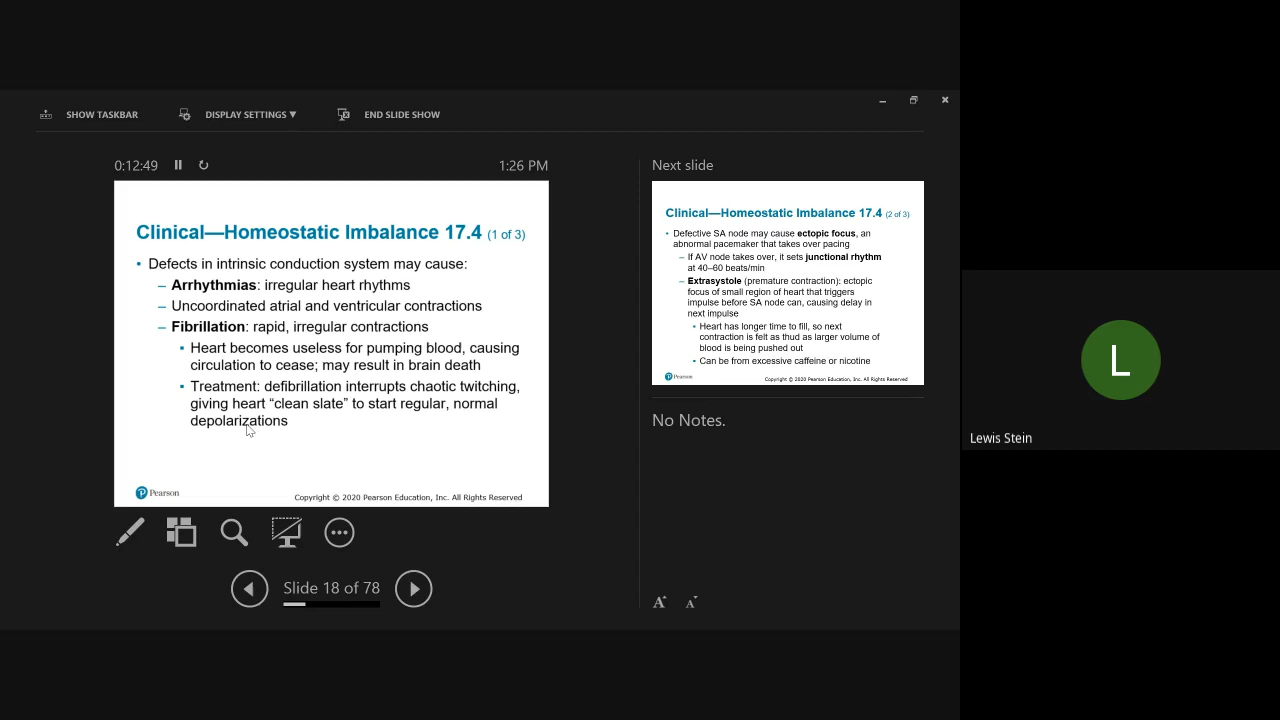 SHOW TASKBAR
DISPLAY SETTINGS ▼
END SLIDE SHOW
0:12:49
1:26 PM
Clinical—Homeostatic Imbalance 17.4 (1 of 3)
• Defects in intrinsic conduction system may cause:
– Arrhythmias: irregular heart rhythms
– Uncoordinated atrial and ventricular contractions
– Fibrillation: rapid, irregular contractions
▪ Heart becomes useless for pumping blood, causing
circulation to cease; may result in brain death
▪ Treatment: defibrillation interrupts chaotic twitching,
giving heart “clean slate” to start regular, normal
depolarizations
P Pearson
Copyright © 2020 Pearson Education, Inc. All Rights Reserved
Slide 18 of 78
Next slide
Clinical—Homeostatic Imbalance 17.4 (2 of 3)
• Defective SA node may cause ectopic focus, an
abnormal pacemaker that takes over pacing
– If AV node takes over, it sets junctional rhythm
at 40–60 beats/min
– Extrasystole (premature contraction): ectopic
focus of small region of heart that triggers
impulse before SA node can, causing delay in
next impulse
▪ Heart has longer time to fill, so next
contraction is felt as thud as larger volume of
blood is being pushed out
▪ Can be from excessive caffeine or nicotine
P Pearson
Copyright © 2020 Pearson Education, Inc. All Rights Reserved
No Notes.
A A
L
Lewis Stein